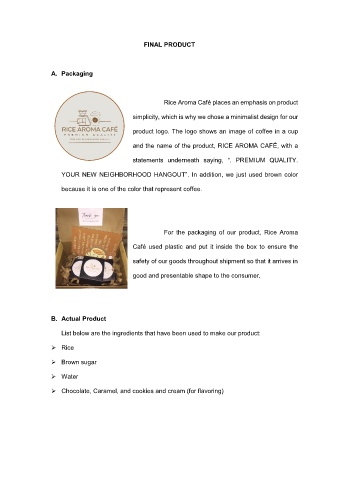 FINAL PRODUCT
A. Packaging
Rice Aroma Café places an emphasis on product
simplicity, which is why we chose a minimalist design for our
product logo. The logo shows an image of coffee in a cup
and the name of the product, RICE AROMA CAFÉ, with a
statements underneath saying, “. PREMIUM QUALITY.
YOUR NEW NEIGHBORHOOD HANGOUT”. In addition, we just used brown color
because it is one of the color that represent coffee.
RICE AROMA CAFÉ
PREMIUM QUALITY
For the packaging of our product, Rice Aroma
Café used plastic and put it inside the box to ensure the
safety of our goods throughout shipment so that it arrives in
good and presentable shape to the consumer.
B. Actual Product
List below are the ingredients that have been used to make our product:
➢ Rice
➢ Brown sugar
➢ Water
➢ Chocolate, Caramel, and cookies and cream (for flavoring)